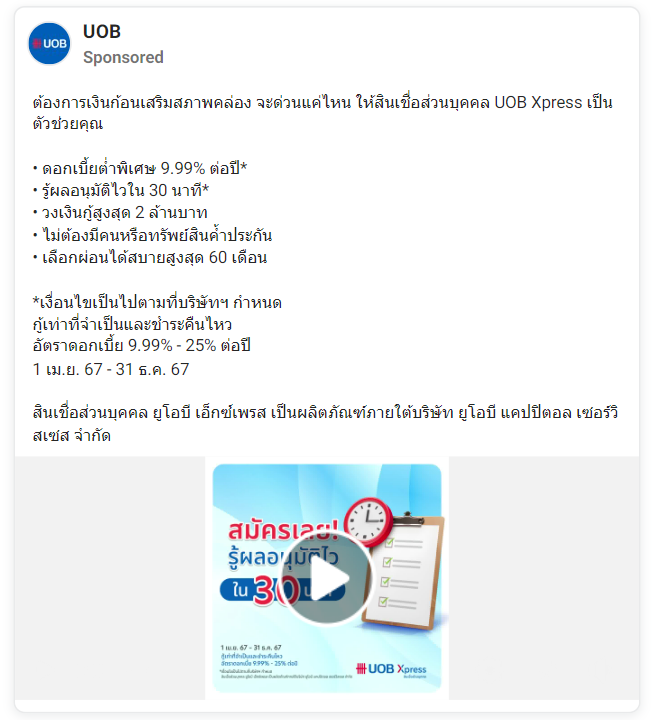 UOB
UOB
Sponsored
ต้องการเงินก้อนเสริมสภาพคล่อง จะด่วนแค่ไหน ให้สินเชื่อส่วนบุคคล UOB Xpress เป็น
ตัวช่วยคุณ
• ดอกเบี้ยต่ำพิเศษ 9.99% ต่อปี*
• รู้ผลอนุมัติไวใน 30 นาที*
• วงเงินกู้สูงสุด 2 ล้านบาท
• ไม่ต้องมีคนหรือทรัพย์สินค้ำประกัน
• เลือกผ่อนได้สบายสูงสุด 60 เดือน
*เงื่อนไขเป็นไปตามที่บริษัทฯ กำหนด
กู้เท่าที่จำเป็นและชำระคืนไหว
อัตราดอกเบี้ย 9.99% - 25% ต่อปี
1 เม.ย. 67 - 31 ธ.ค. 67
สินเชื่อส่วนบุคคล ยูโอบี เอ็กซ์เพรส เป็นผลิตภัณฑ์ภายใต้บริษัท ยูโอบี แคปปิตอล เซอร์วิ
สเซส จำกัด
สมัครเลย!
รู้ผลอนุมัติไว
ใน 30
1 เม.ย. 67 - 31 ธ.ค. 67
กู้เท่าที่จำเป็นและชำระคืนไหว
อัตราดอกเบี้ย 9.99% - 25% ต่อปี
UOB Xpress